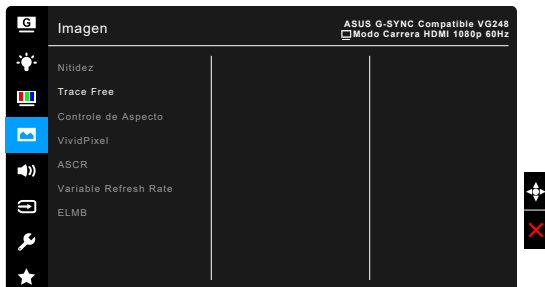 G
Imagen
ASUS G-SYNC Compatible VG248
Modo Carrera HDMI 1080p 60Hz
Nitidez
Trace Free
Controle de Aspecto
VividPixel
ASCR
Variable Refresh Rate
ELMB